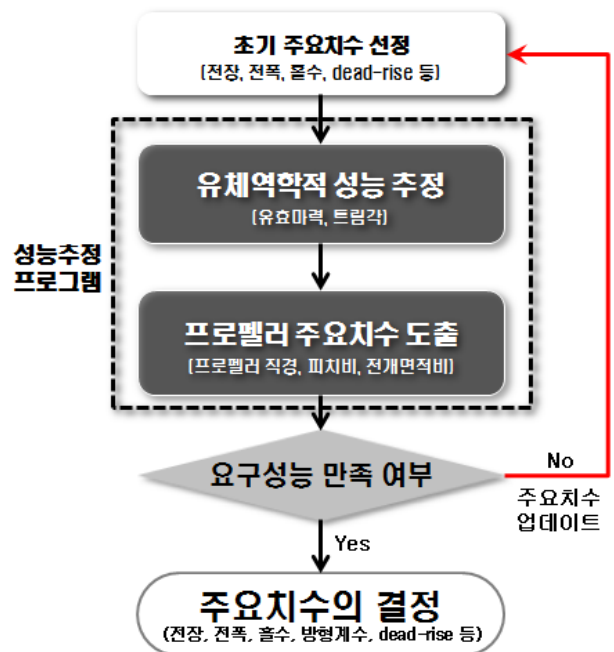 초기 주요치수 선정
(전장, 전폭, 홀수, dead-rise 등)
유체역학적 성능 추정
(유효마력, 트림각)
성능추정
프로그램
프로펠러 주요치수 도출
(프로펠러 직경, 피치비, 전개면적비)
요구성능 만족 여부
No
주요치수
업데이트
Yes
주요치수의 결정
(전장, 전폭, 홀수, 방형계수, dead-rise 등)